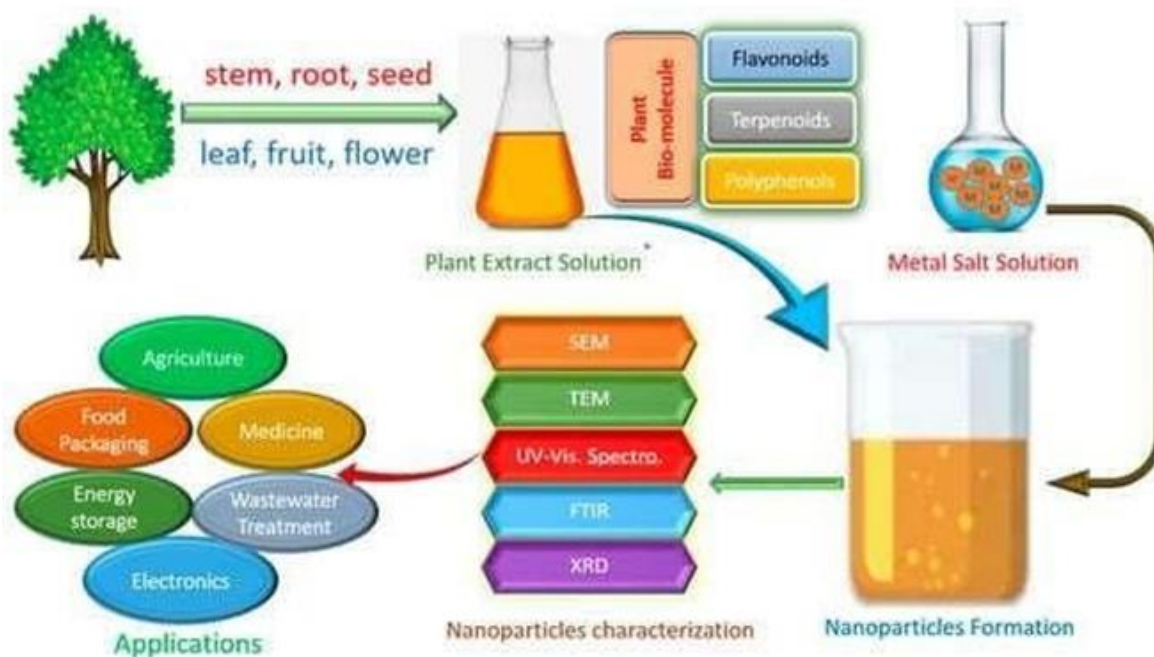 stem, root, seed
leaf, fruit, flower
Plant
Bio-molecule
Flavonoids
Terpenoids
Polyphenols
Plant Extract Solution
Metal Salt Solution
Agriculture
Food
Packaging
Medicine
Energy
storage
Wastewater
Treatment
Electronics
Applications
SEM
TEM
UV-Vis. Spectro.
FTIR
XRD
Nanoparticles characterization
Nanoparticles Formation